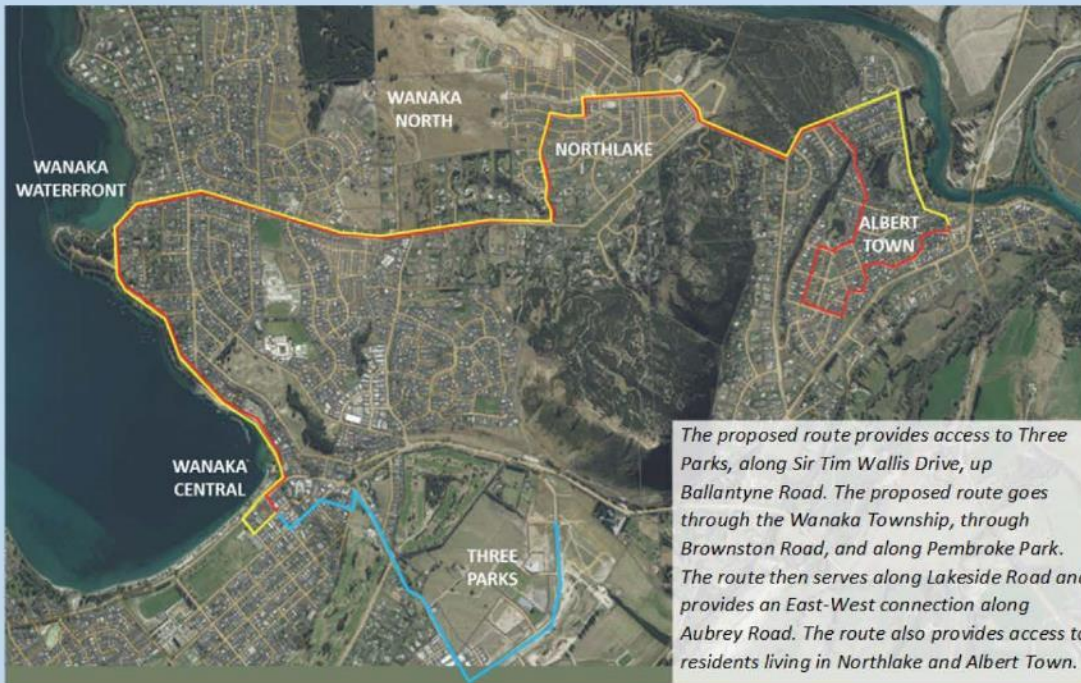 WANAKA
NORTH
WANAKA
WATERFRONT
NORTHLAKE
ALBERT
TOWN
WANAKA
CENTRAL
THREE
PARKS
The proposed route provides access to Three
Parks, along Sir Tim Wallis Drive, up
Ballantyne Road. The proposed route goes
through the Wanaka Township, through
Brownston Road, and along Pembroke Park.
The route then serves along Lakeside Road and
provides an East-West connection along
Aubrey Road. The route also provides access to
residents living in Northlake and Albert Town.